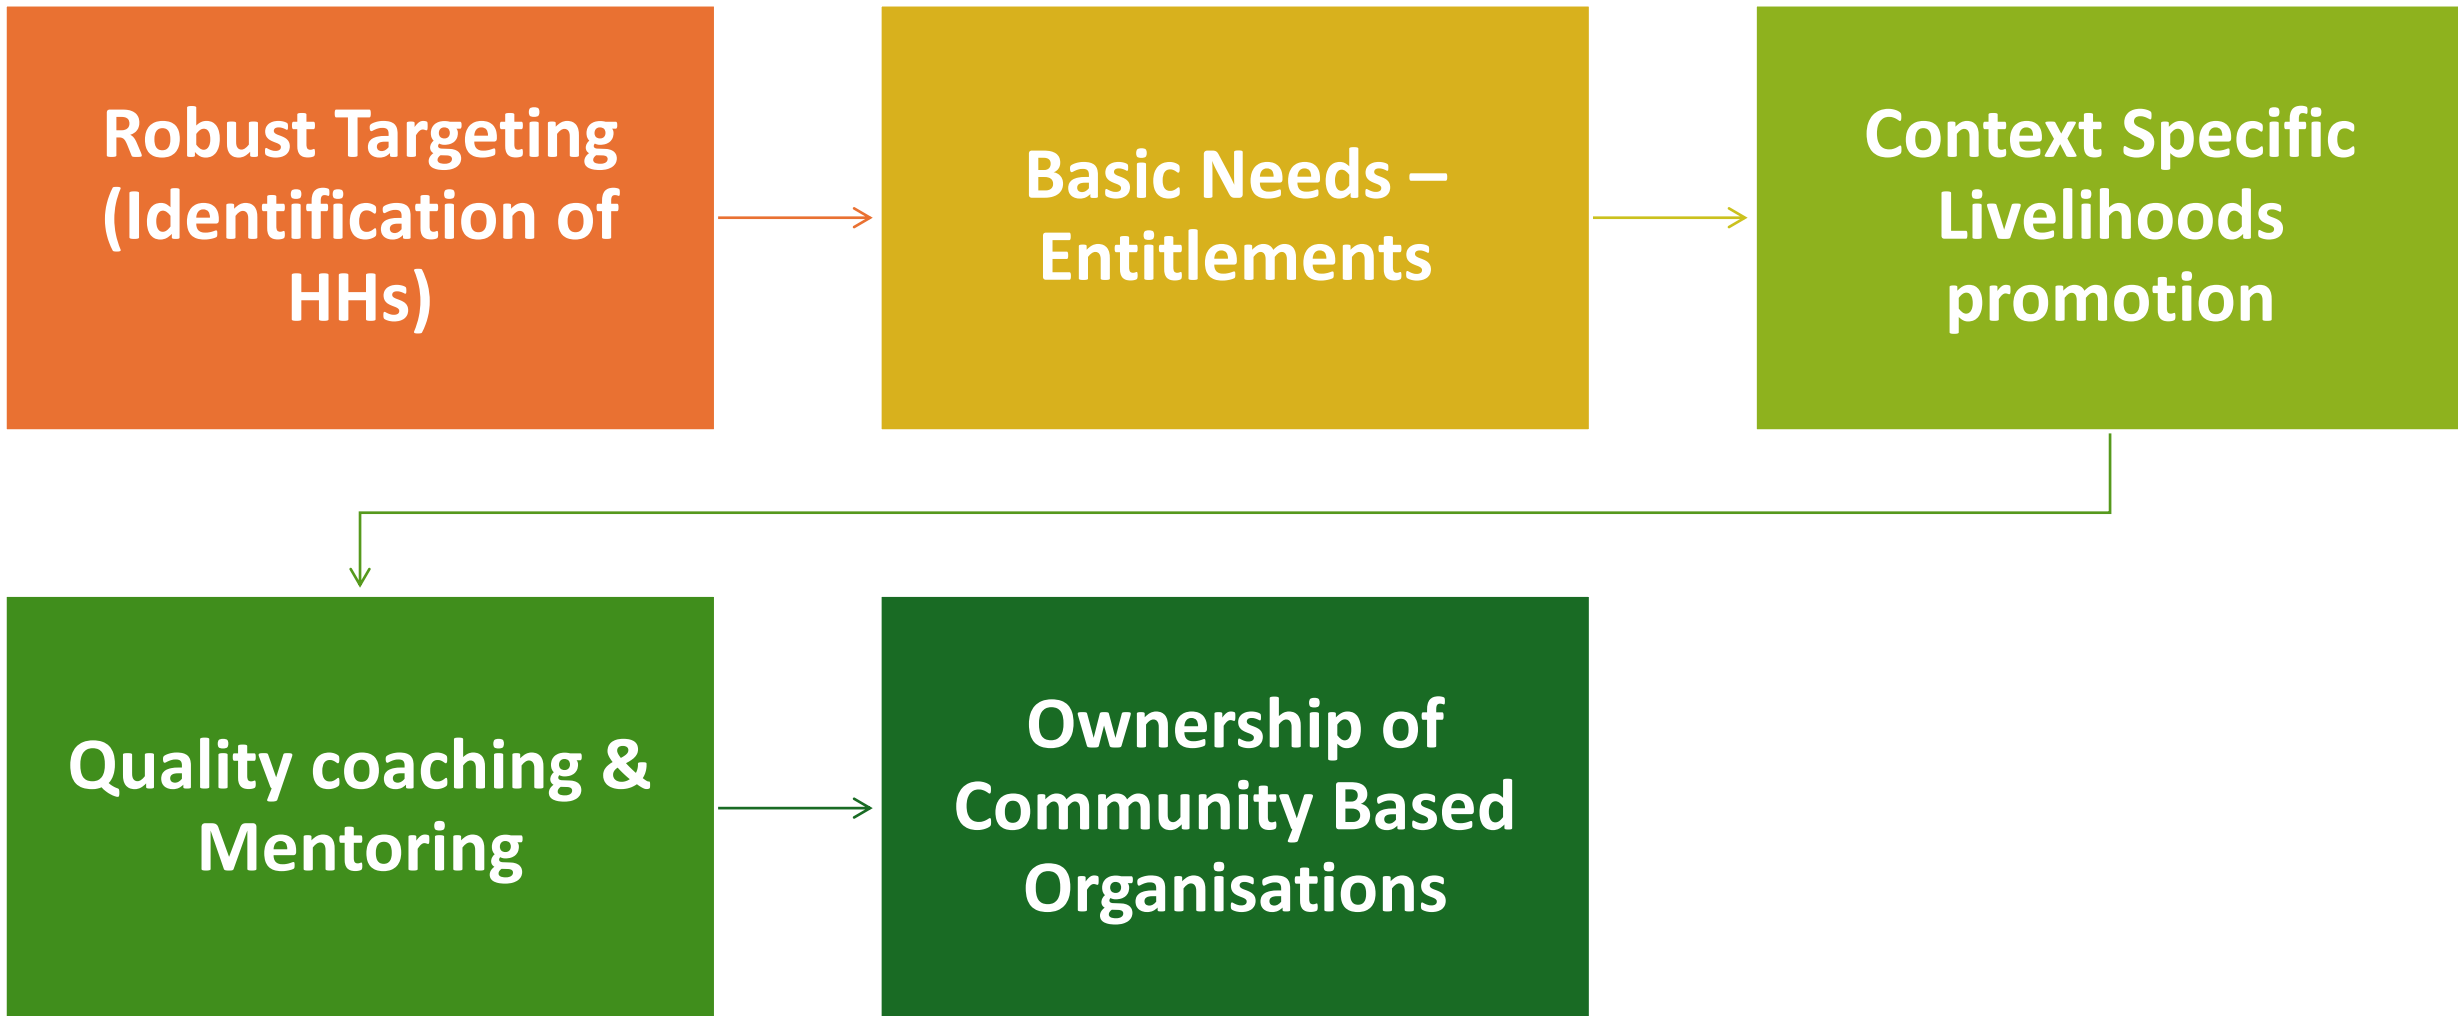 Robust Targeting
(Identification of
HHs)
Basic Needs –
Entitlements
Context Specific
Livelihoods
promotion
Quality coaching &
Mentoring
Ownership of
Community Based
Organisations